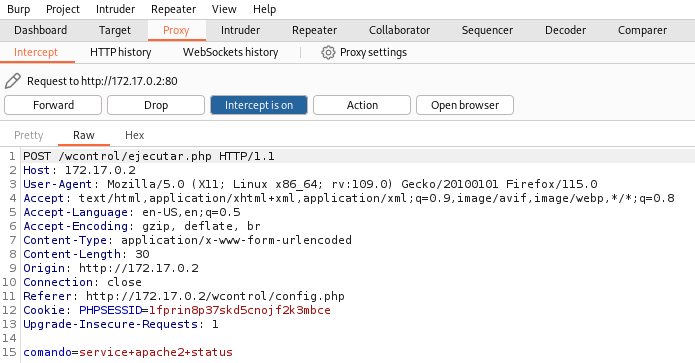 Burp Project Intruder Repeater View Help
Dashboard Target Proxy Intruder Repeater Collaborator Sequencer Decoder Comparer
Intercept HTTP history WebSockets history Proxy settings
Request to http://172.17.0.2:80
Forward Drop Intercept is on Action Open browser
Pretty Raw Hex
1 POST /wcontrol/ejecutar.php HTTP/1.1
2 Host: 172.17.0.2
3 User-Agent: Mozilla/5.0 (X11; Linux x86_64; rv:109.0) Gecko/20100101 Firefox/115.0
4 Accept: text/html,application/xhtml+xml,application/xml;q=0.9,image/avif,image/webp,*/*;q=0.8
5 Accept-Language: en-US,en;q=0.5
6 Accept-Encoding: gzip, deflate, br
7 Content-Type: application/x-www-form-urlencoded
8 Content-Length: 30
9 Origin: http://172.17.0.2
10 Connection: close
11 Referer: http://172.17.0.2/wcontrol/config.php
12 Cookie: PHPSESSID=1fprin8p37skd5cnojf2k3mbce
13 Upgrade-Insecure-Requests: 1
14
15 comando=service+apache2+status